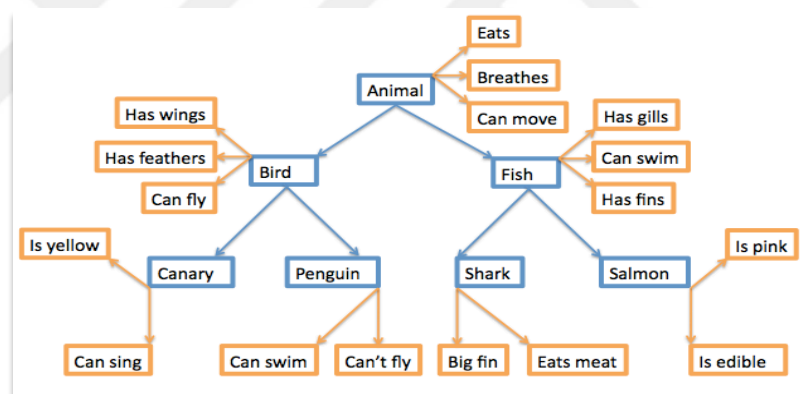 Eats
Animal
Breathes
Can move
Has wings
Has feathers
Can fly
Bird
Has gills
Can swim
Has fins
Fish
Is yellow
Canary
Penguin
Shark
Salmon
Is pink
Can sing
Can swim
Can't fly
Big fin
Eats meat
Is edible